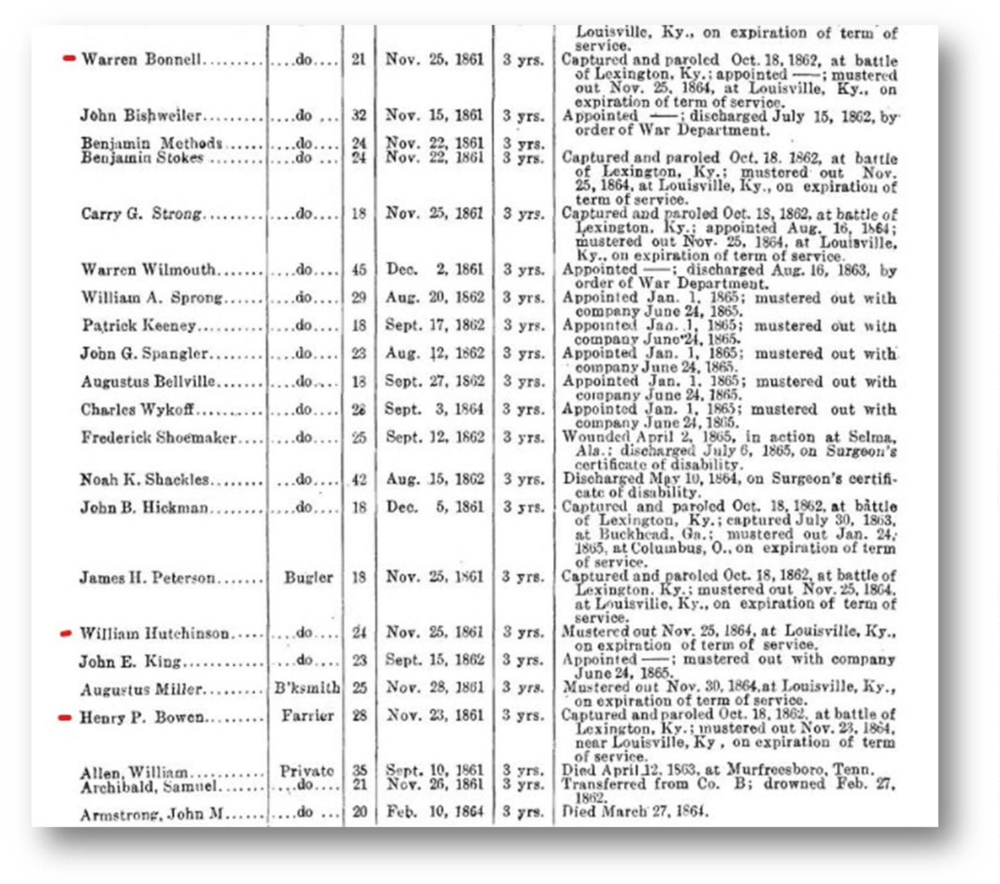 Louisville, Ky., on expiration of term of
service.
Warren Bonnell......... ....do.... 21 Nov. 25, 1861 3 yrs. Captured and paroled Oct. 18, 1862, at battle
of Lexington, Ky.; appointed ——; mustered
out Nov. 25, 1864, at Louisville, Ky., on
expiration of term of service.
John Bishweiler......... ....do ... 32 Nov. 15, 1861 3 yrs. Appointed ——; discharged July 15, 1862, by
order of War Department.
Benjamin Methods...... ....do.... 24 Nov. 22, 1861 3 yrs.
Benjamin Stokes ........ ....do ... 24 Nov. 22, 1861 3 yrs. Captured and paroled Oct. 18. 1862, at battle
of Lexington, Ky.; mustered out Nov.
25, 1864, at Louisville, Ky., on expiration of
term of service.
Carry G. Strong......... ....do.... 18 Nov. 25, 1861 3 yrs. Captured and paroled Oct. 18, 1862, at battle of
Lexington, Ky.; appointed Aug. 16, 1864;
mustered out Nov. 25, 1864, at Louisville,
Ky., on expiration of term of service.
Warren Wilmouth....... ....do.... 45 Dec. 2, 1861 3 yrs. Appointed ——; discharged Aug. 16, 1863, by
order of War Department.
William A. Sprong...... ....do.... 29 Aug. 20, 1862 3 yrs. Appointed Jan. 1, 1865; mustered out with
company June 24, 1865.
Patrick Keeney.......... ....do.... 18 Sept. 17, 1862 3 yrs. Appointed Jan. 1, 1865; mustered out with
company June 24, 1865.
John G. Spangler........ ....do.... 23 Aug. 12, 1862 3 yrs. Appointed Jan. 1, 1865; mustered out with
company June 24, 1865.
Augustus Bellville....... ....do.... 18 Sept. 27, 1862 3 yrs. Appointed Jan. 1, 1865; mustered out with
company June 24, 1865.
Charles Wykoff.......... ....do.... Sept. 3, 1864 3 yrs. Appointed Jan. 1, 1865; mustered out with
company June 24, 1865.
Frederick Shoemaker.... ....do.... 25 Sept. 12, 1862 3 yrs. Wounded April 2, 1865, in action at Selma,
Ala.; discharged July 6, 1865, on Surgeon's
certificate of disability.
Noah K. Shackles........ ...do.... 42 Aug. 15, 1862 3 yrs. Discharged May 10, 1864, on Surgeon's certifi-
cate of disability.
John B. Hickman........ ....do.... 18 Dec. 5, 1861 3 yrs. Captured and paroled Oct. 18, 1862, at battle
of Lexington, Ky.; captured July 30, 1863,
at Buckhead, Ga.; mustered out Jan. 24,
1865, at Columbus, O., on expiration of term
of service.
James H. Peterson....... Bugler 18 Nov. 25, 1861 3 yrs. Captured and paroled Oct. 18, 1862, at battle of
Lexington, Ky.; mustered out Nov. 25, 1864,
at Louisville, Ky., on expiration of term of
service.
William Hutchinson..... ....do.... 24 Nov. 25, 1861 3 yrs. Mustered out Nov. 25, 1864, at Louisville, Ky.,
on expiration of term of service.
John E. King............ ....do.... 23 Sept. 15, 1862 3 yrs. Appointed ——; mustered out with company
June 24, 1865.
Augustus Miller......... B'ksmith 25 Nov. 28, 1861 3 yrs. Mustered out Nov. 30, 1864, at Louisville, Ky.,
on expiration of term of service.
Henry P. Bowen......... Farrier 28 Nov. 23, 1861 3 yrs. Captured and paroled Oct. 18, 1862, at battle of
Lexington, Ky.; mustered out Nov. 23, 1864,
near Louisville, Ky , on expiration of term
of service.
Allen, William........... Private 35 Sept. 10, 1861 3 yrs. Died April 12, 1863, at Murfreesboro, Tenn.
Archibald, Samuel....... ....do.... 21 Nov. 26, 1861 3 yrs. Transferred from Co. B; drowned Feb. 27,
1862.
Armstrong, John M...... ....do ... 20 Feb. 10, 1864 3 yrs. Died March 27, 1864.